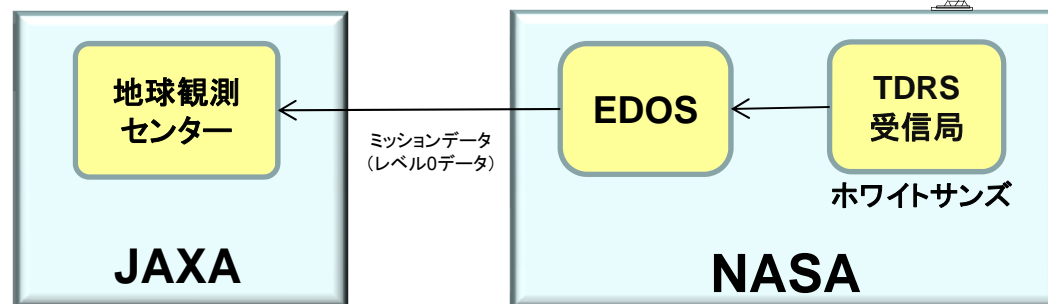 地球観測
センター
JAXA
ミッションデータ
(レベル0データ)
EDOS
TDRS
受信局
ホワイトサンズ
NASA